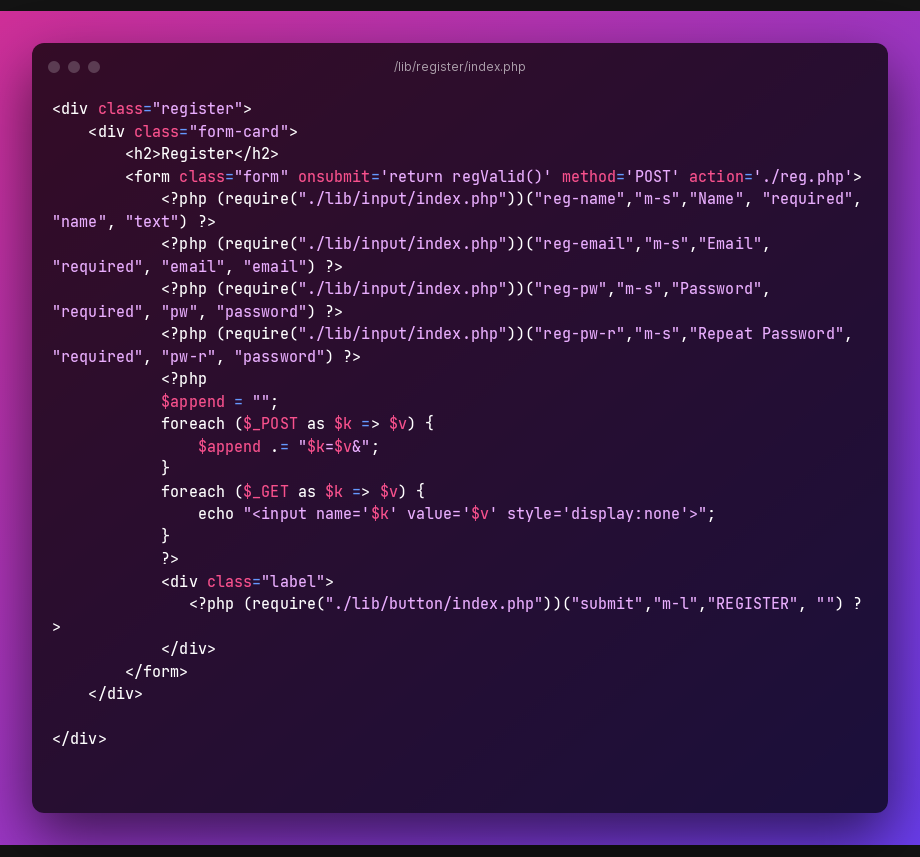 /lib/register/index.php
<div class="register">
    <div class="form-card">
        <h2>Register</h2>
        <form class="form" onsubmit='return regValid()' method='POST' action='./reg.php'>
            <?php (require("./lib/input/index.php"))("reg-name","m-s","Name", "required",
"name", "text") ?>
            <?php (require("./lib/input/index.php"))("reg-email","m-s","Email",
"required", "email", "email") ?>
            <?php (require("./lib/input/index.php"))("reg-pw","m-s","Password",
"required", "pw", "password") ?>
            <?php (require("./lib/input/index.php"))("reg-pw-r","m-s","Repeat Password",
"required", "pw-r", "password") ?>
            <?php
            $append = "";
            foreach ($_POST as $k => $v) {
                $append .= "$k=$v&";
            }
            foreach ($_GET as $k => $v) {
                echo "<input name='$k' value='$v' style='display:none'>";
            }
            ?>
            <div class="label">
               <?php (require("./lib/button/index.php"))("submit","m-l","REGISTER", "") ?
>
            </div>
        </form>
    </div>
</div>